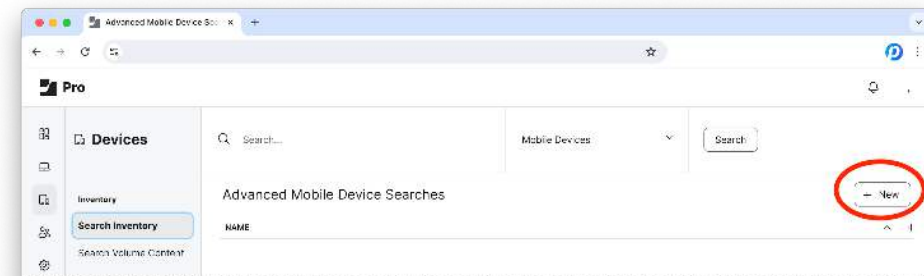 Advanced Mobile Device Sea
Pro
Devices
Search...
Mobile Devices
Search
Inventory
Advanced Mobile Device Searches
+ New
Search Inventory
NAME
Search Volume Content